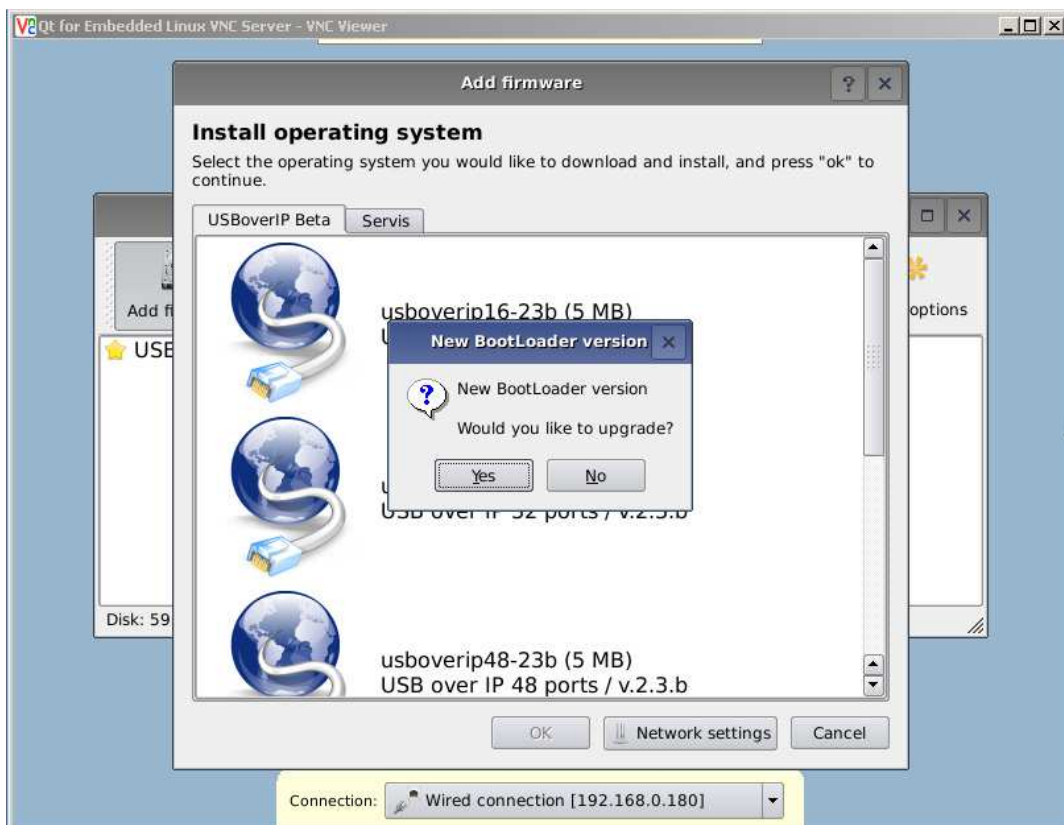 Qt for Embedded Linux VNC Server - VNC Viewer
Add firmware
Install operating system
Select the operating system you would like to download and install, and press "ok" to
continue.
USBoverIP Beta
Servis
Add fi
options
USB
usboverip16-23b (5 MB)
New BootLoader version
New BootLoader version
Would you like to upgrade?
Yes
No
USB over IP 32 ports / v.2.3.b
usboverip48-23b (5 MB)
USB over IP 48 ports / v.2.3.b
Disk: 59
OK
Network settings
Cancel
Connection:
Wired connection [192.168.0.180]